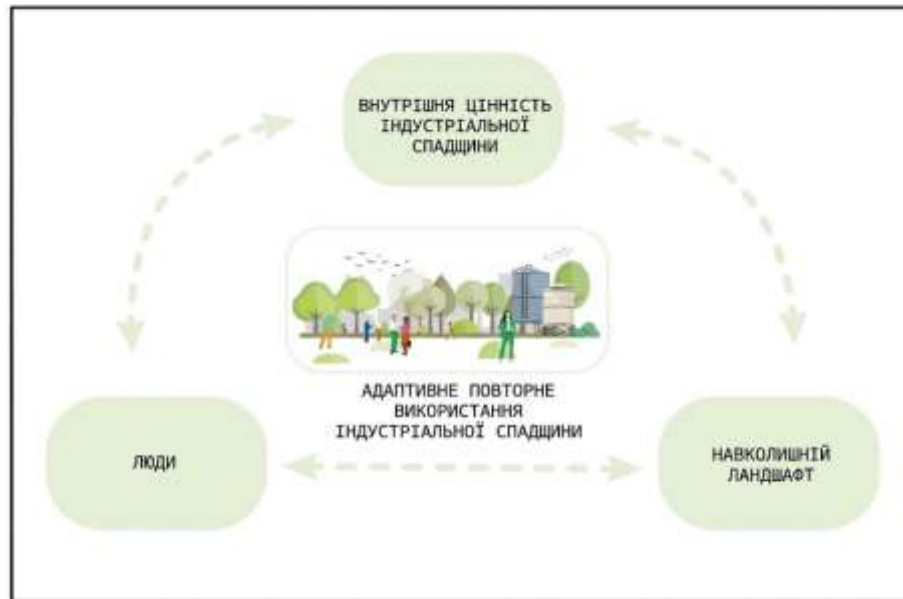 ВНУТРІШНЯ ЦІННІСТЬ
ІНДУСТРІАЛЬНОЇ
СПАДЩИНИ
АДАПТИВНЕ ПОВТОРНЕ
ВИКОРИСТАННЯ
ІНДУСТРІАЛЬНОЇ СПАДЩИНИ
ЛЮДИ
НАВКОЛИШНІЙ
ЛАНДШАФТ